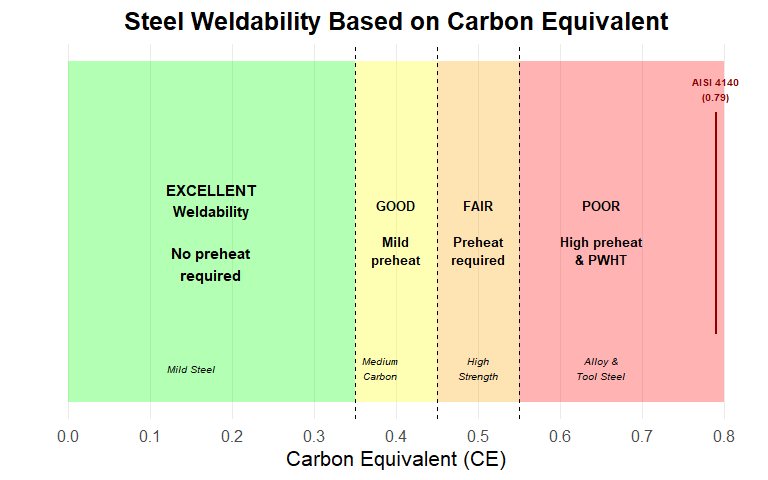 Steel Weldability Based on Carbon Equivalent
AISI 4140
(0.79)
EXCELLENT
Weldability
No preheat
required
GOOD
Mild
preheat
FAIR
Preheat
required
POOR
High preheat
& PWHT
Mild Steel
Medium
Carbon
High
Strength
Alloy &
Tool Steel
0.0 0.1 0.2 0.3 0.4 0.5 0.6 0.7 0.8
Carbon Equivalent (CE)